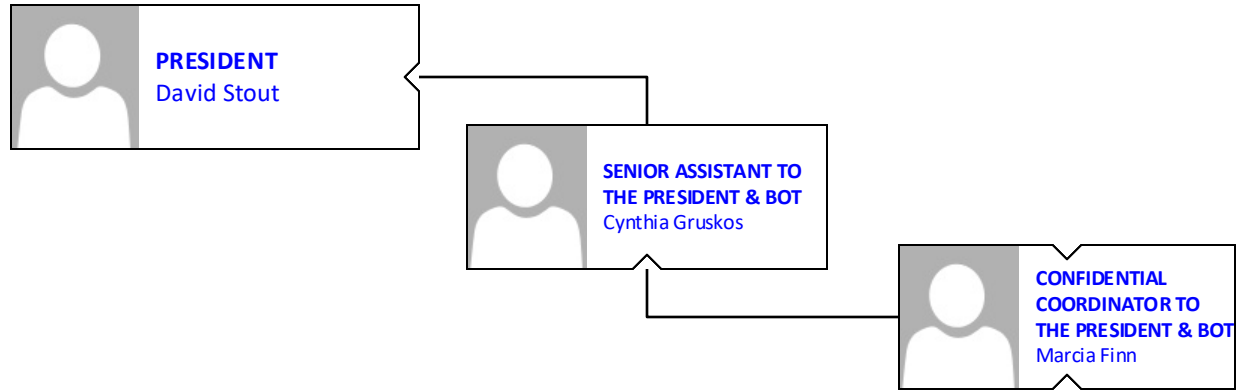 PRESIDENT
David Stout
SENIOR ASSISTANT TO
THE PRESIDENT & BOT
Cynthia Gruskos
CONFIDENTIAL
COORDINATOR TO
THE PRESIDENT & BOT
Marcia Finn